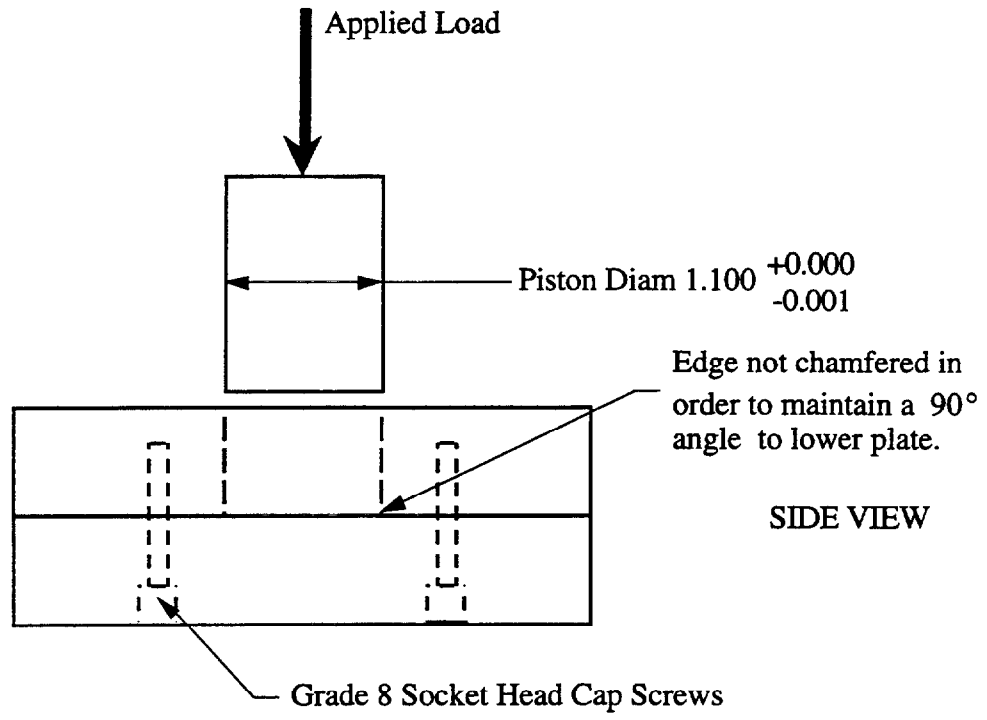 Applied Load
Piston Diam 1.100 +0.000
-0.001
Edge not chamfered in
order to maintain a 90°
angle to lower plate.
SIDE VIEW
Grade 8 Socket Head Cap Screws